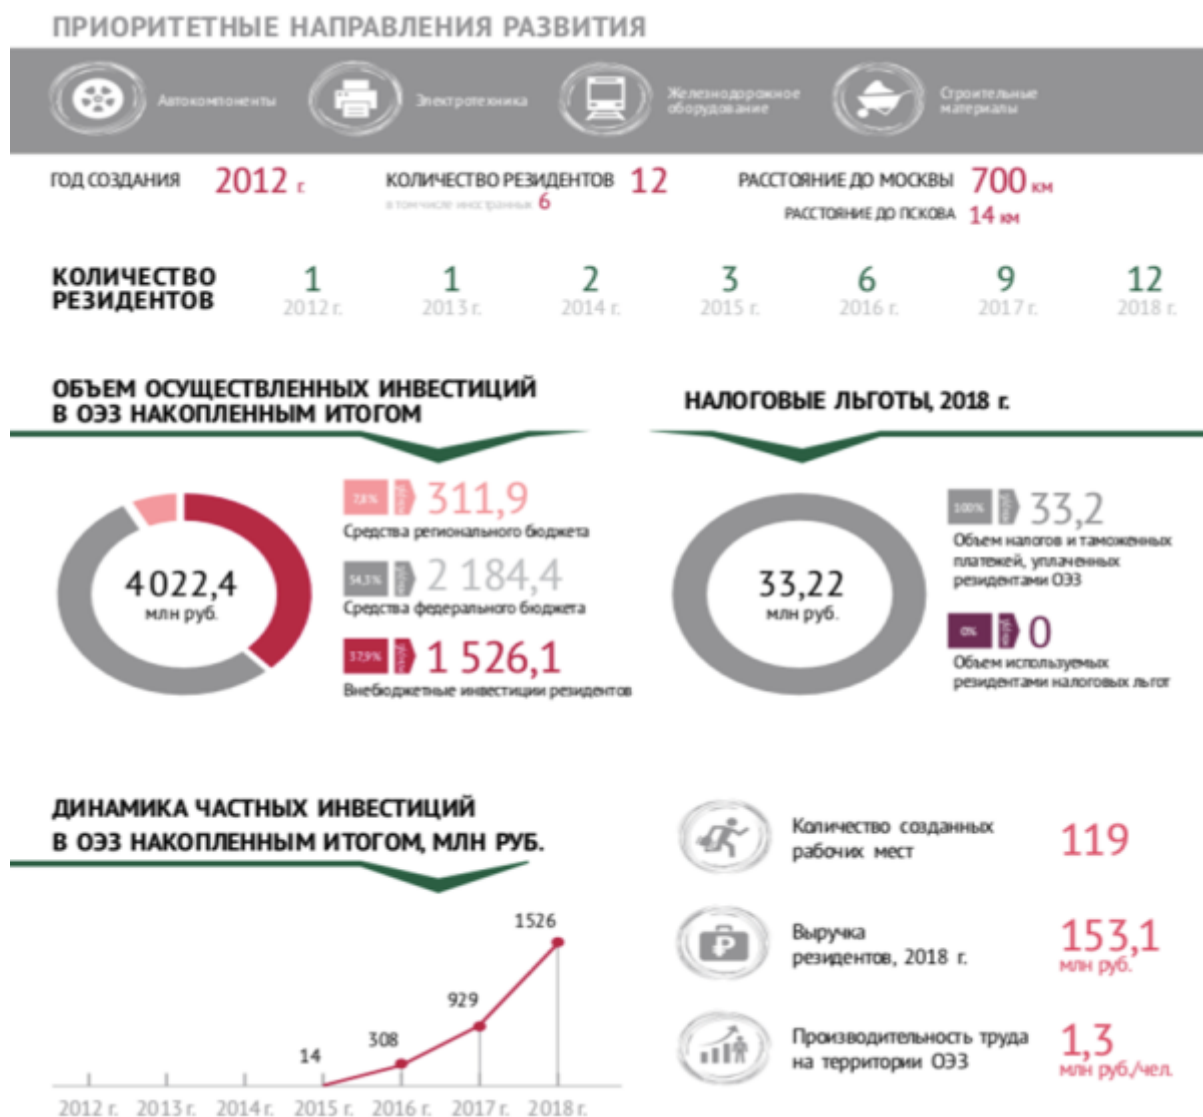 ПРИОРИТЕТНЫЕ НАПРАВЛЕНИЯ РАЗВИТИЯ
Автокомпоненты
Электротехника
Железнодорожное
оборудование
Строительные
материалы
ГОД СОЗДАНИЯ 2012 г.
КОЛИЧЕСТВО РЕЗИДЕНТОВ 12
в том числе иностранных 6
РАССТОЯНИЕ ДО МОСКВЫ 700 км
РАССТОЯНИЕ ДО ПСКОВА 14 км
КОЛИЧЕСТВО
РЕЗИДЕНТОВ
1 1 2 3 6 9 12
2012 г. 2013 г. 2014 г. 2015 г. 2016 г. 2017 г. 2018 г.
ОБЪЕМ ОСУЩЕСТВЛЕННЫХ ИНВЕСТИЦИЙ
В ОЭЗ НАКОПЛЕННЫМ ИТОГОМ
4 022,4
млн руб.
7,8% 311,9
Средства регионального бюджета
54,3% 2 184,4
Средства федерального бюджета
37,9% 1 526,1
Внебюджетные инвестиции резидентов
НАЛОГОВЫЕ ЛЬГОТЫ, 2018 г.
33,22
млн руб.
100% 33,2
Объем налогов и таможенных
платежей, уплаченных
резидентами ОЭЗ
0% 0
Объем используемых
резидентами налоговых льгот
ДИНАМИКА ЧАСТНЫХ ИНВЕСТИЦИЙ
В ОЭЗ НАКОПЛЕННЫМ ИТОГОМ, МЛН РУБ.
14 308 929 1526
2012 г. 2013 г. 2014 г. 2015 г. 2016 г. 2017 г. 2018 г.
Количество созданных
рабочих мест
119
Выручка
резидентов, 2018 г.
153,1
млн руб.
Производительность труда
на территории ОЭЗ
1,3
млн руб./чел.